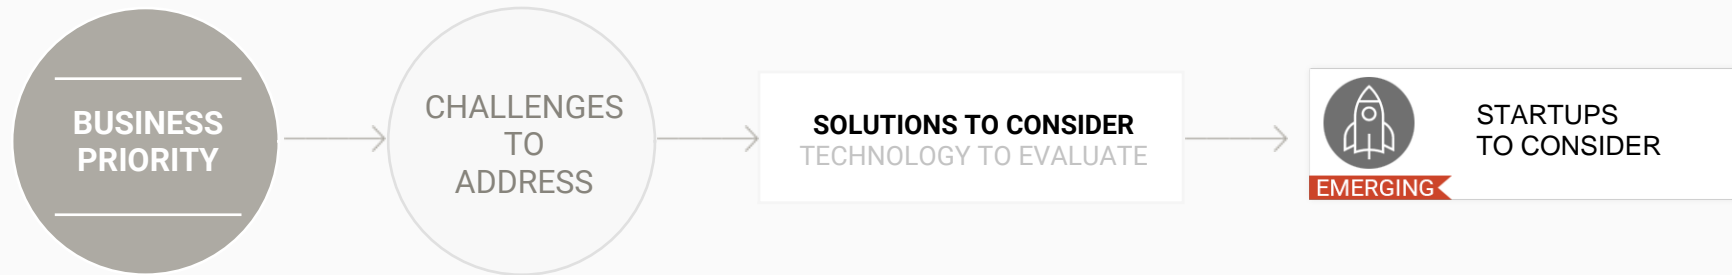 BUSINESS
PRIORITY
CHALLENGES
TO
ADDRESS
SOLUTIONS TO CONSIDER
TECHNOLOGY TO EVALUATE
EMERGING
STARTUPS
TO CONSIDER